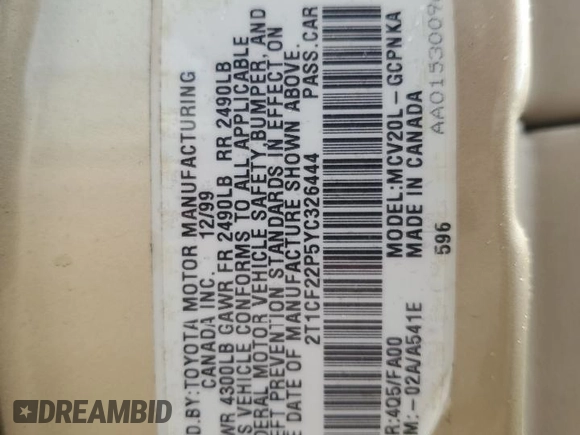 D.BY:TOYOTA MOTOR MANUFACTURING
CANADA INC. 12/99
WR 4300LB GAWR FR 2490LB RR 2490LB
S VEHICLE CONFORMS TO ALL APPLICABLE
DERAL MOTOR VEHICLE SAFETY, BUMPER, AND
EFT PREVENTION STANDARDS IN EFFECT ON
E DATE OF MANUFACTURE SHOWN ABOVE.
2T1CF22P5YC326444 PASS.CAR
R:4Q5/FA00 MODEL:MCV20L-GCPNKA
M:-02A/A541E MADE IN CANADA
596 AA0153009
DREAMBID